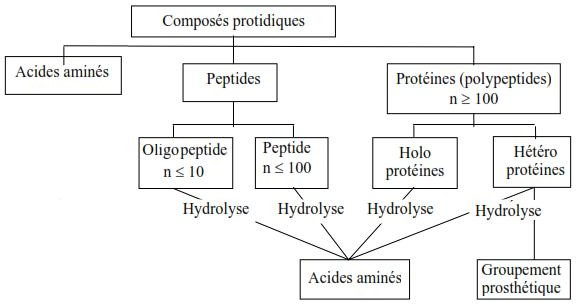 Composés protidiques
Acides aminés
Peptides
Protéines (polypeptides)
n ≥ 100
Oligopeptide
n ≤ 10
Peptide
n ≤ 100
Holo
protéines
Hétéro
protéines
Hydrolyse
Hydrolyse
Hydrolyse
Hydrolyse
Acides aminés
Groupement
prosthétique